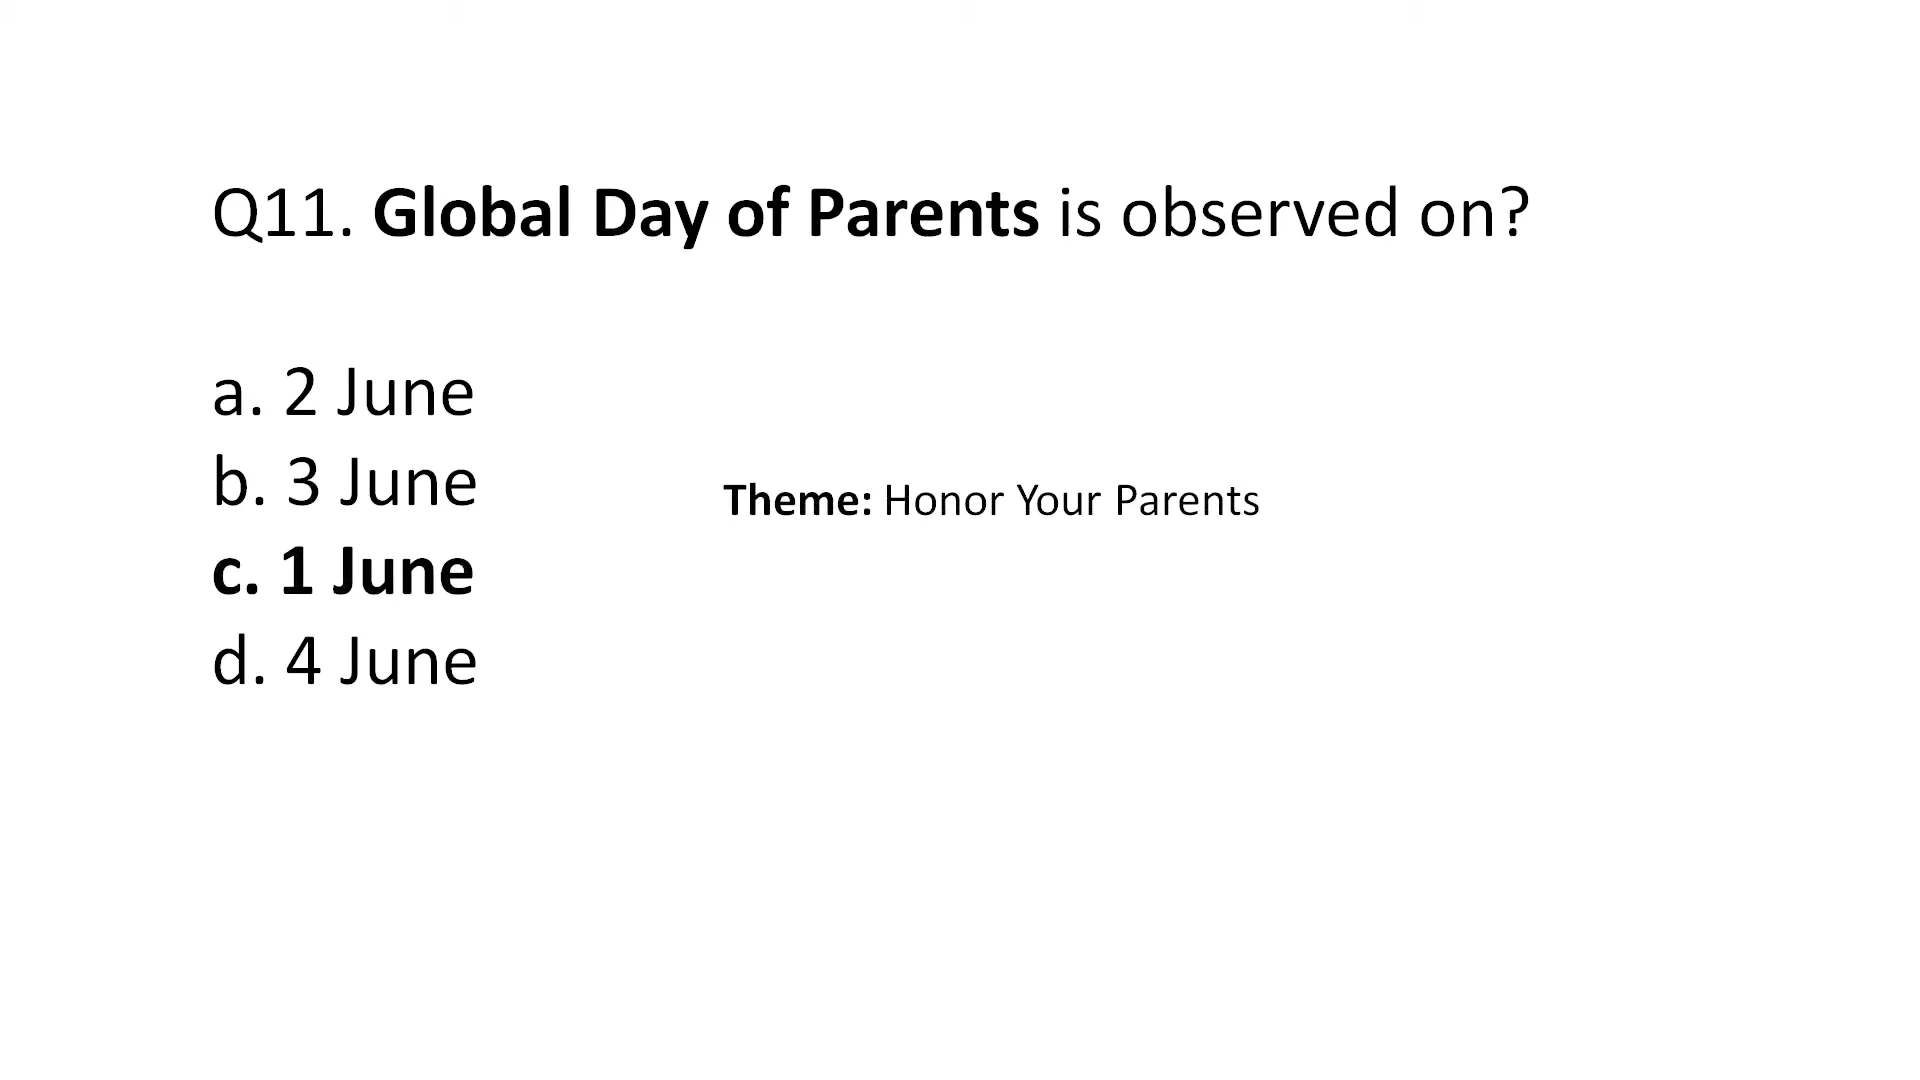 Q11. Global Day of Parents is observed on?
a. 2 June
b. 3 June
Theme: Honor Your Parents
c. 1 June
d. 4 June